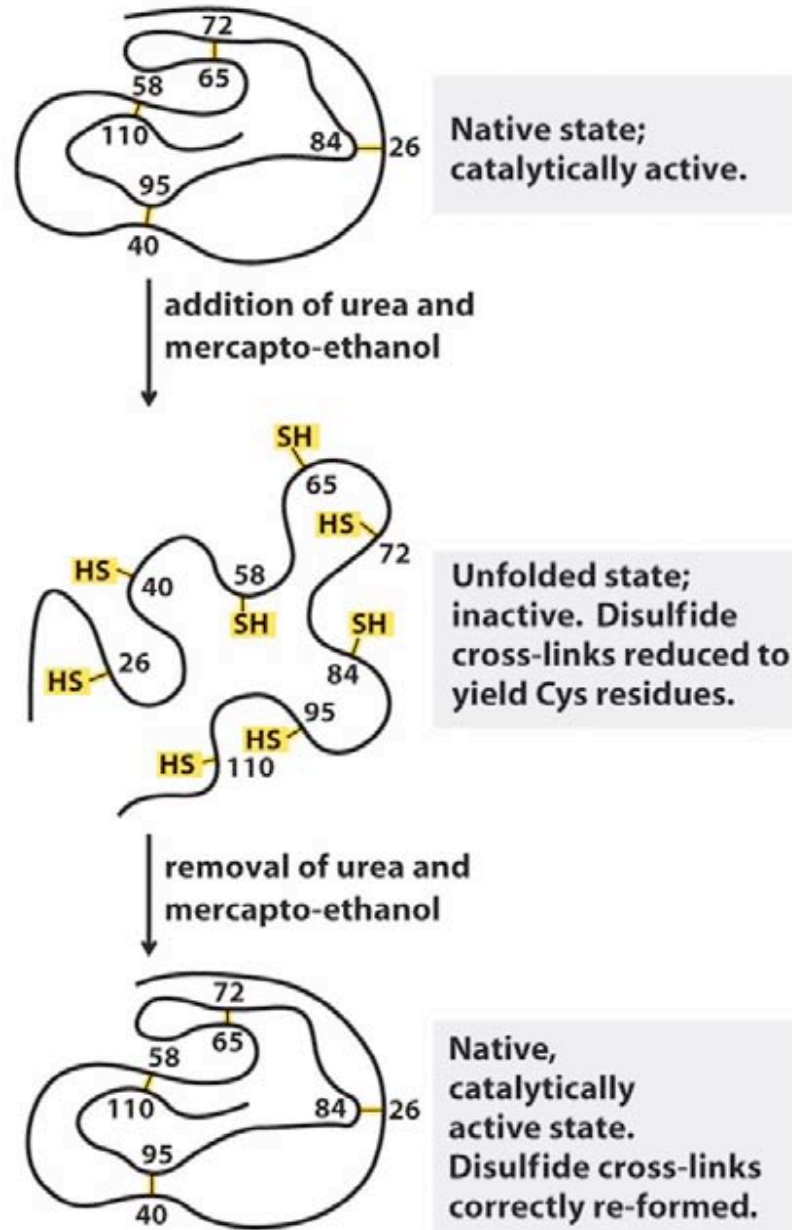 72
65
58
110
84
26
95
40
Native state;
catalytically active.
addition of urea and
mercapto-ethanol
SH
65
HS
72
HS
40
58
SH
SH
84
HS
26
95
HS
HS
110
Unfolded state;
inactive. Disulfide
cross-links reduced to
yield Cys residues.
removal of urea and
mercapto-ethanol
72
65
58
110
84
26
95
40
Native,
catalytically
active state.
Disulfide cross-links
correctly re-formed.